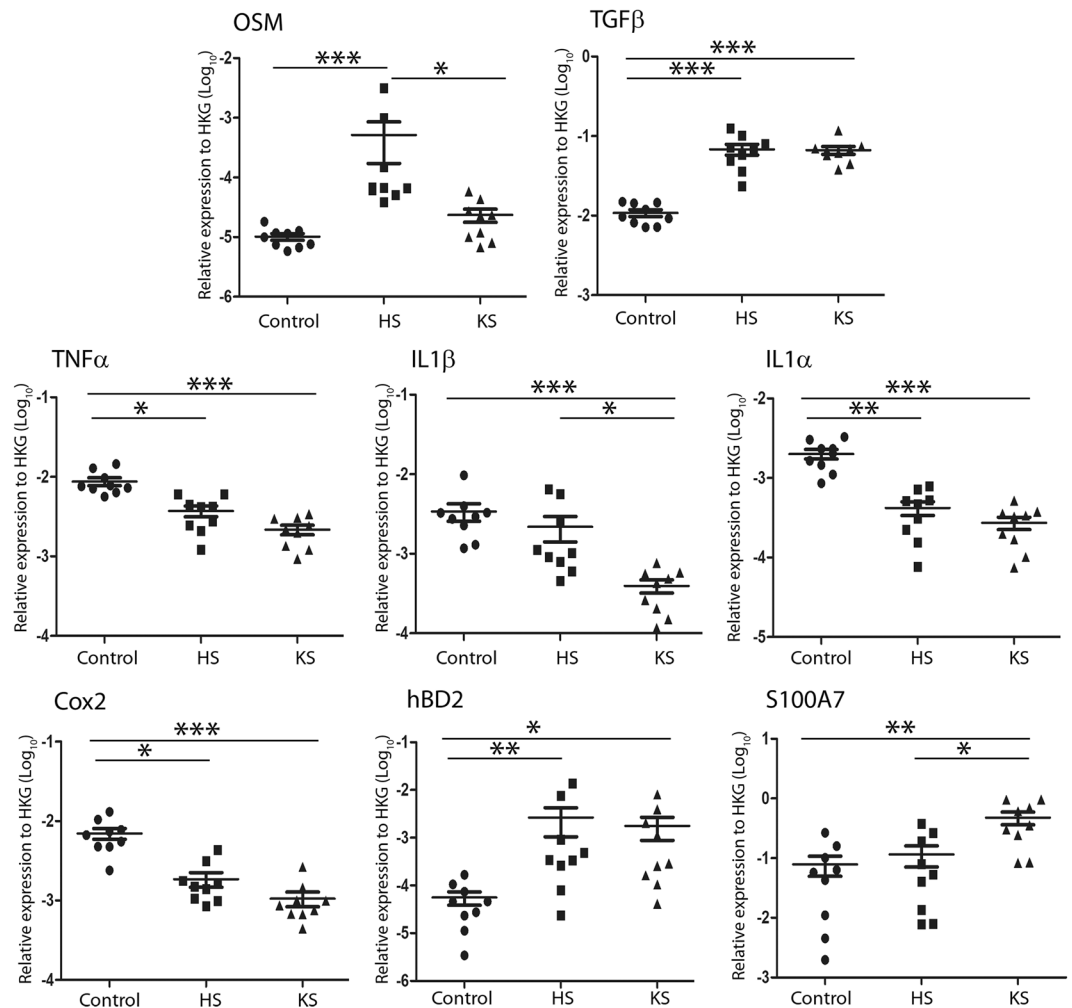 OSM
Relative expression to HKG (Log₁₀)
-2
-3
-4
-5
-6
***
*
Control HS KS
TGFβ
Relative expression to HKG (Log₁₀)
0
-1
-2
-3
***
***
Control HS KS
TNFα
Relative expression to HKG (Log₁₀)
-1
-2
-3
-4
***
*
Control HS KS
IL1β
Relative expression to HKG (Log₁₀)
-1
-2
-3
-4
***
*
Control HS KS
IL1α
Relative expression to HKG (Log₁₀)
-2
-3
-4
-5
***
**
Control HS KS
Cox2
Relative expression to HKG (Log₁₀)
-1
-2
-3
-4
***
*
Control HS KS
hBD2
Relative expression to HKG (Log₁₀)
-1
-2
-3
-4
-5
-6
*
**
Control HS KS
S100A7
Relative expression to HKG (Log₁₀)
1
0
-1
-2
-3
**
*
Control HS KS